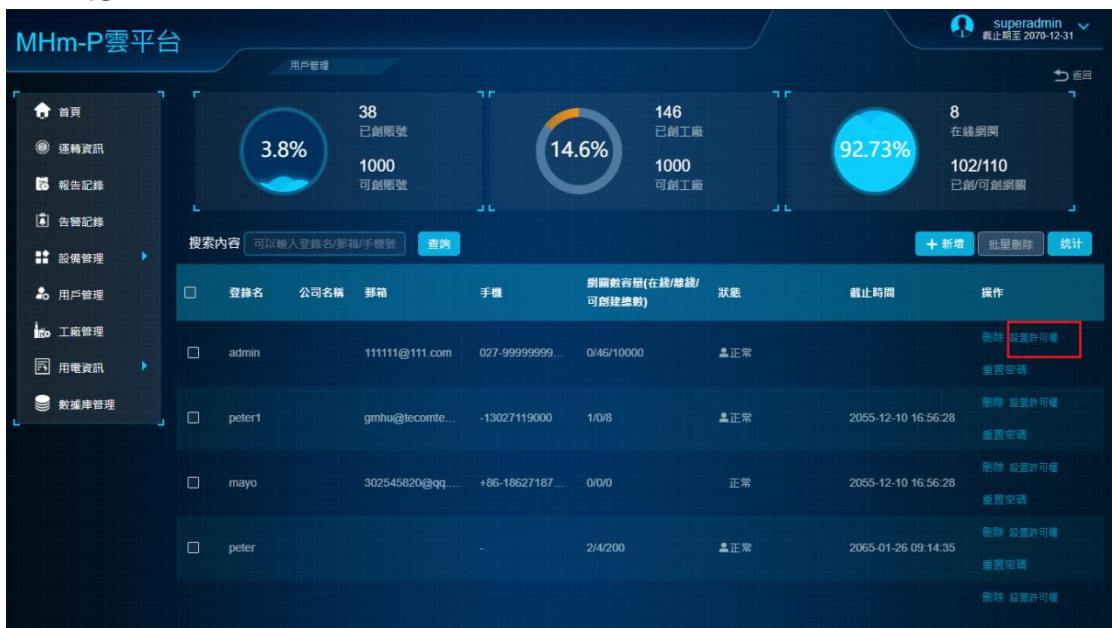 MHm-P雲平台
superadmin
截止期至 2070-12-31
用戶管理
返回
首頁
運轉資訊
報告記錄
告警記錄
設備管理
用戶管理
工廠管理
用電資訊
數據庫管理
3.8%
38
已創賬號
1000
可創賬號
14.6%
146
已創工廠
1000
可創工廠
92.73%
8
在綫網関
102/110
已創/可創網關
搜索内容 可以輸入登錄名/郵箱/手機號 查詢
新增 批量刪除 统计
登錄名 公司名稱 郵箱 手機 網關數容量(在綫/離綫/可創建總數) 狀態 截止時間 操作
admin 111111@111.com 027-99999999... 0/46/10000 正常 刪除 設置許可權
重置密碼
peter1 gmhu@tecomte... -13027119000 1/0/8 正常 2055-12-10 16:56:28 刪除 設置許可權
重置密碼
mayo 302545820@qq.... +86-18627187... 0/0/0 正常 2055-12-10 16:56:28 刪除 設置許可權
重置密碼
peter - 2/4/200 正常 2065-01-26 09:14:35 刪除 設置許可權
重置密碼
刪除 設置許可權